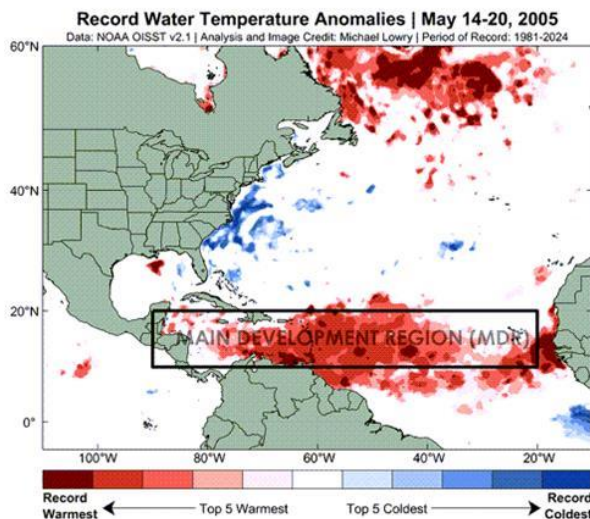 Record Water Temperature Anomalies | May 14-20, 2005
Data: NOAA OISST v2.1 | Analysis and Image Credit: Michael Lowry | Period of Record: 1981-2024
60°N
40°N
20°N
MAIN DEVELOPMENT REGION (MDR)
0°
100°W 80°W 60°W 40°W 20°W
Record Warmest Top 5 Warmest Top 5 Coldest Record Coldest